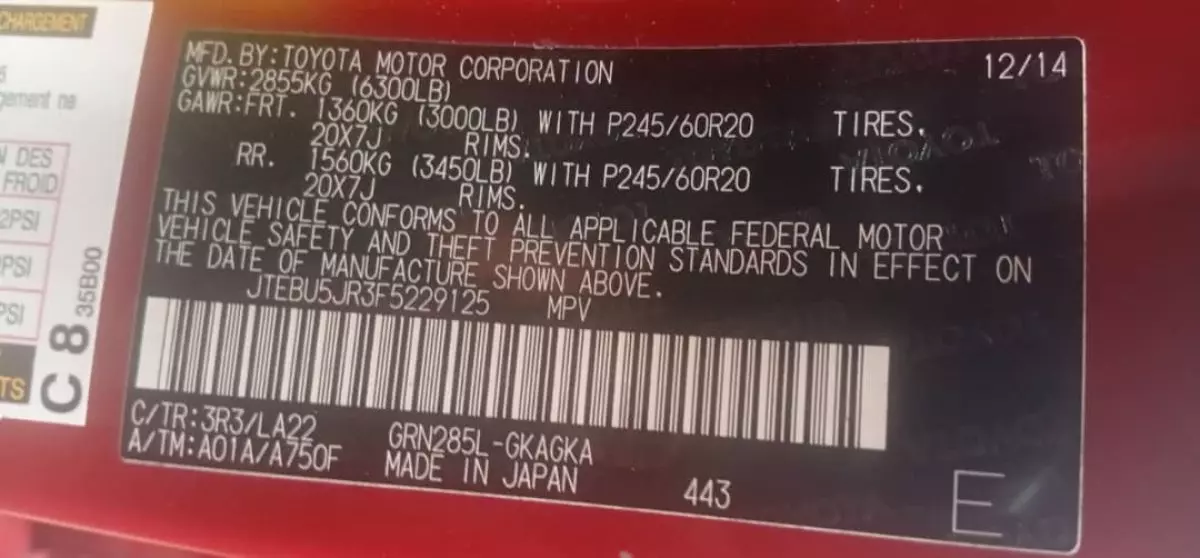 CHARGEMENT
gement ne
N DES
FROID
2PSI
PSI
PSI
TS
C 8
35B00
MFD.BY:TOYOTA MOTOR CORPORATION 12/14
GVWR:2855KG (6300LB)
GAWR:FRT. 1360KG (3000LB) WITH P245/60R20 TIRES.
20X7J RIMS.
RR. 1560KG (3450LB) WITH P245/60R20 TIRES.
20X7J RIMS.
THIS VEHICLE CONFORMS TO ALL APPLICABLE FEDERAL MOTOR
VEHICLE SAFETY AND THEFT PREVENTION STANDARDS IN EFFECT ON
THE DATE OF MANUFACTURE SHOWN ABOVE.
JTEBU5JR3F5229125 MPV
C/TR:3R3/LA22 GRN285L-GKAGKA
A/TM:A01A/A750F MADE IN JAPAN 443
E